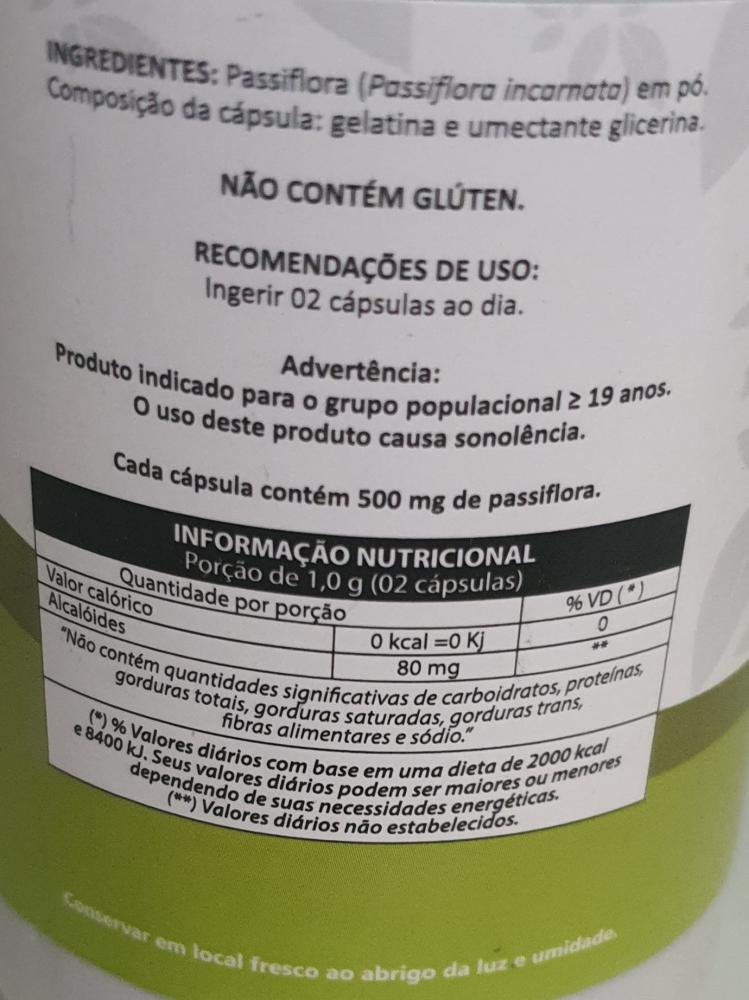 INGREDIENTES: Passiflora (Passiflora incarnata) em pó.
Composição da cápsula: gelatina e umectante glicerina.
NÃO CONTÉM GLÚTEN.
RECOMENDAÇÕES DE USO:
Ingerir 02 cápsulas ao dia.
Advertência:
Produto indicado para o grupo populacional ≥ 19 anos.
O uso deste produto causa sonolência.
Cada cápsula contém 500 mg de passiflora.
INFORMAÇÃO NUTRICIONAL
Porção de 1,0 g (02 cápsulas)
Quantidade por porção % VD (*)
Valor calórico 0 kcal =0 Kj 0
Alcalóides 80 mg **
"Não contém quantidades significativas de carboidratos, proteínas,
gorduras totais, gorduras saturadas, gorduras trans,
fibras alimentares e sódio."
(*) % Valores diários com base em uma dieta de 2000 kcal
e 8400 kJ. Seus valores diários podem ser maiores ou menores
dependendo de suas necessidades energéticas.
(**) Valores diários não estabelecidos.
Conservar em local fresco ao abrigo da luz e umidade.